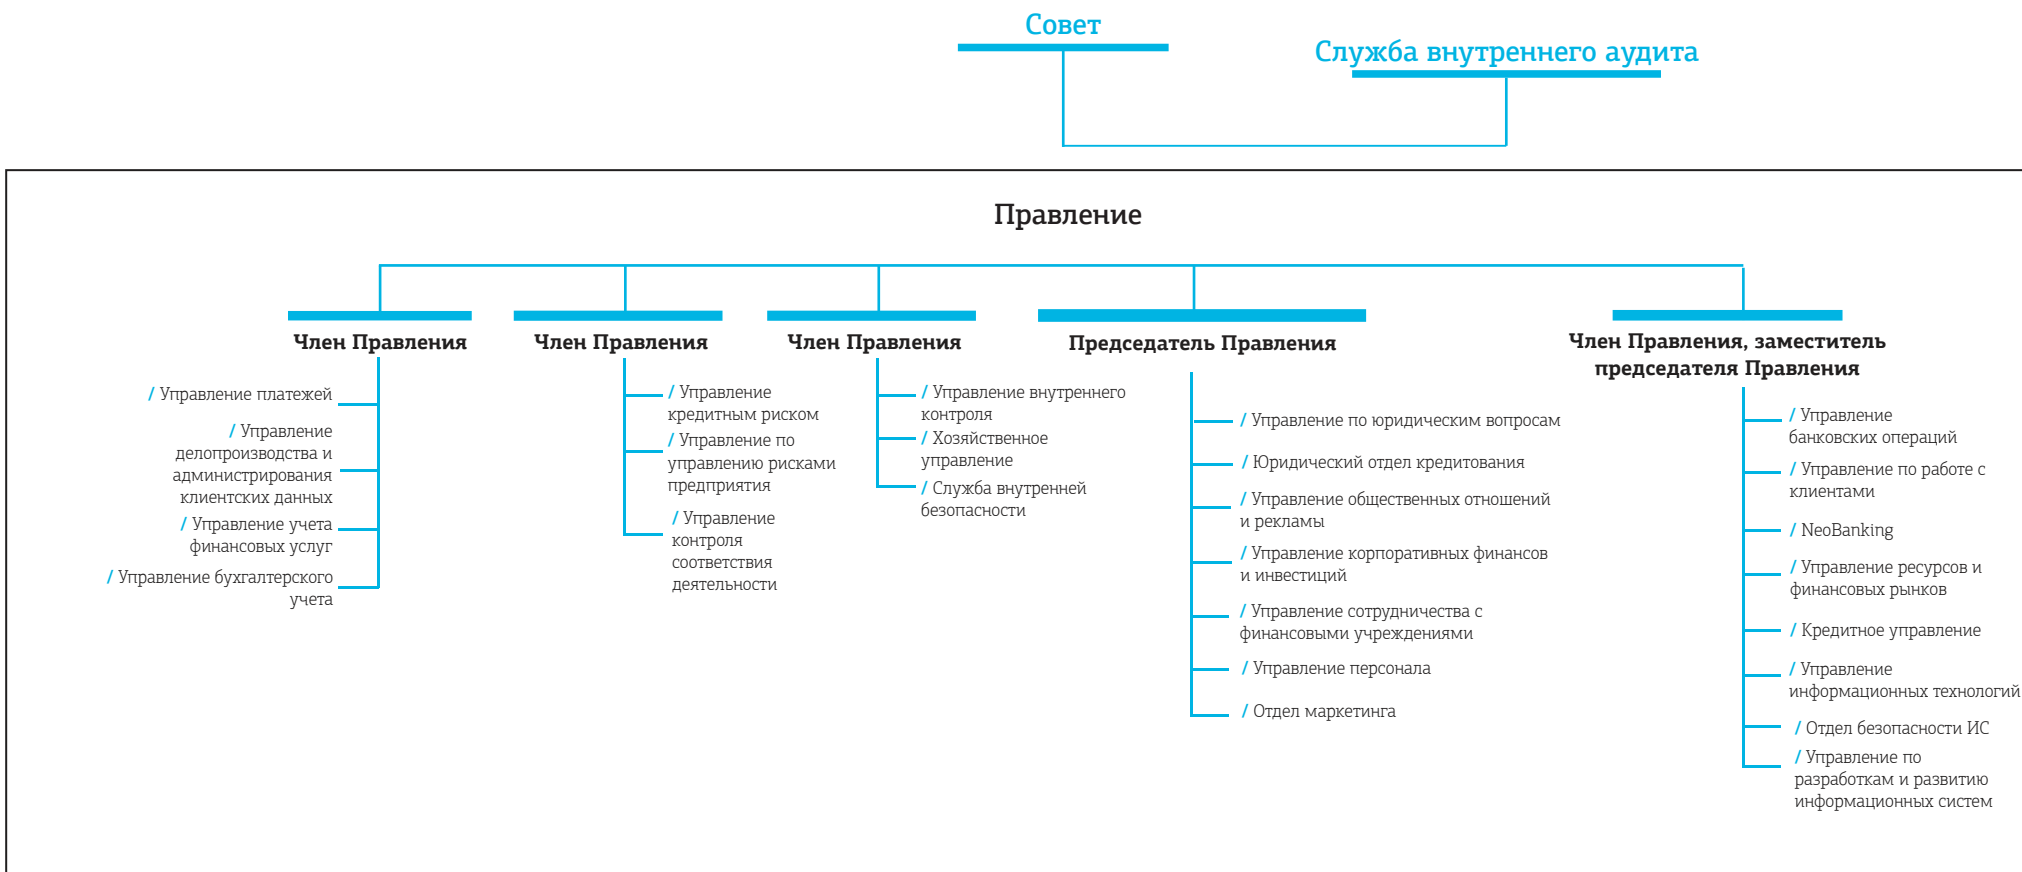 Совет
Служба внутреннего аудита
Правление
Член Правления
/ Управление платежей
/ Управление
делопроизводства и
администрирования
клиентских данных
/ Управление учета
финансовых услуг
/ Управление бухгалтерского
учета
Член Правления
/ Управление
кредитным риском
/ Управление по
управлению рисками
предприятия
/ Управление
контроля
соответствия
деятельности
Член Правления
/ Управление внутреннего
контроля
/ Хозяйственное
управление
/ Служба внутренней
безопасности
Председатель Правления
/ Управление по юридическим вопросам
/ Юридический отдел кредитования
/ Управление общественных отношений
и рекламы
/ Управление корпоративных финансов
и инвестиций
/ Управление сотрудничества с
финансовыми учреждениями
/ Управление персонала
/ Отдел маркетинга
Член Правления, заместитель
председателя Правления
/ Управление
банковских операций
/ Управление по работе с
клиентами
/ NeoBanking
/ Управление ресурсов и
финансовых рынков
/ Кредитное управление
/ Управление
информационных технологий
/ Отдел безопасности ИС
/ Управление по
разработкам и развитию
информационных систем